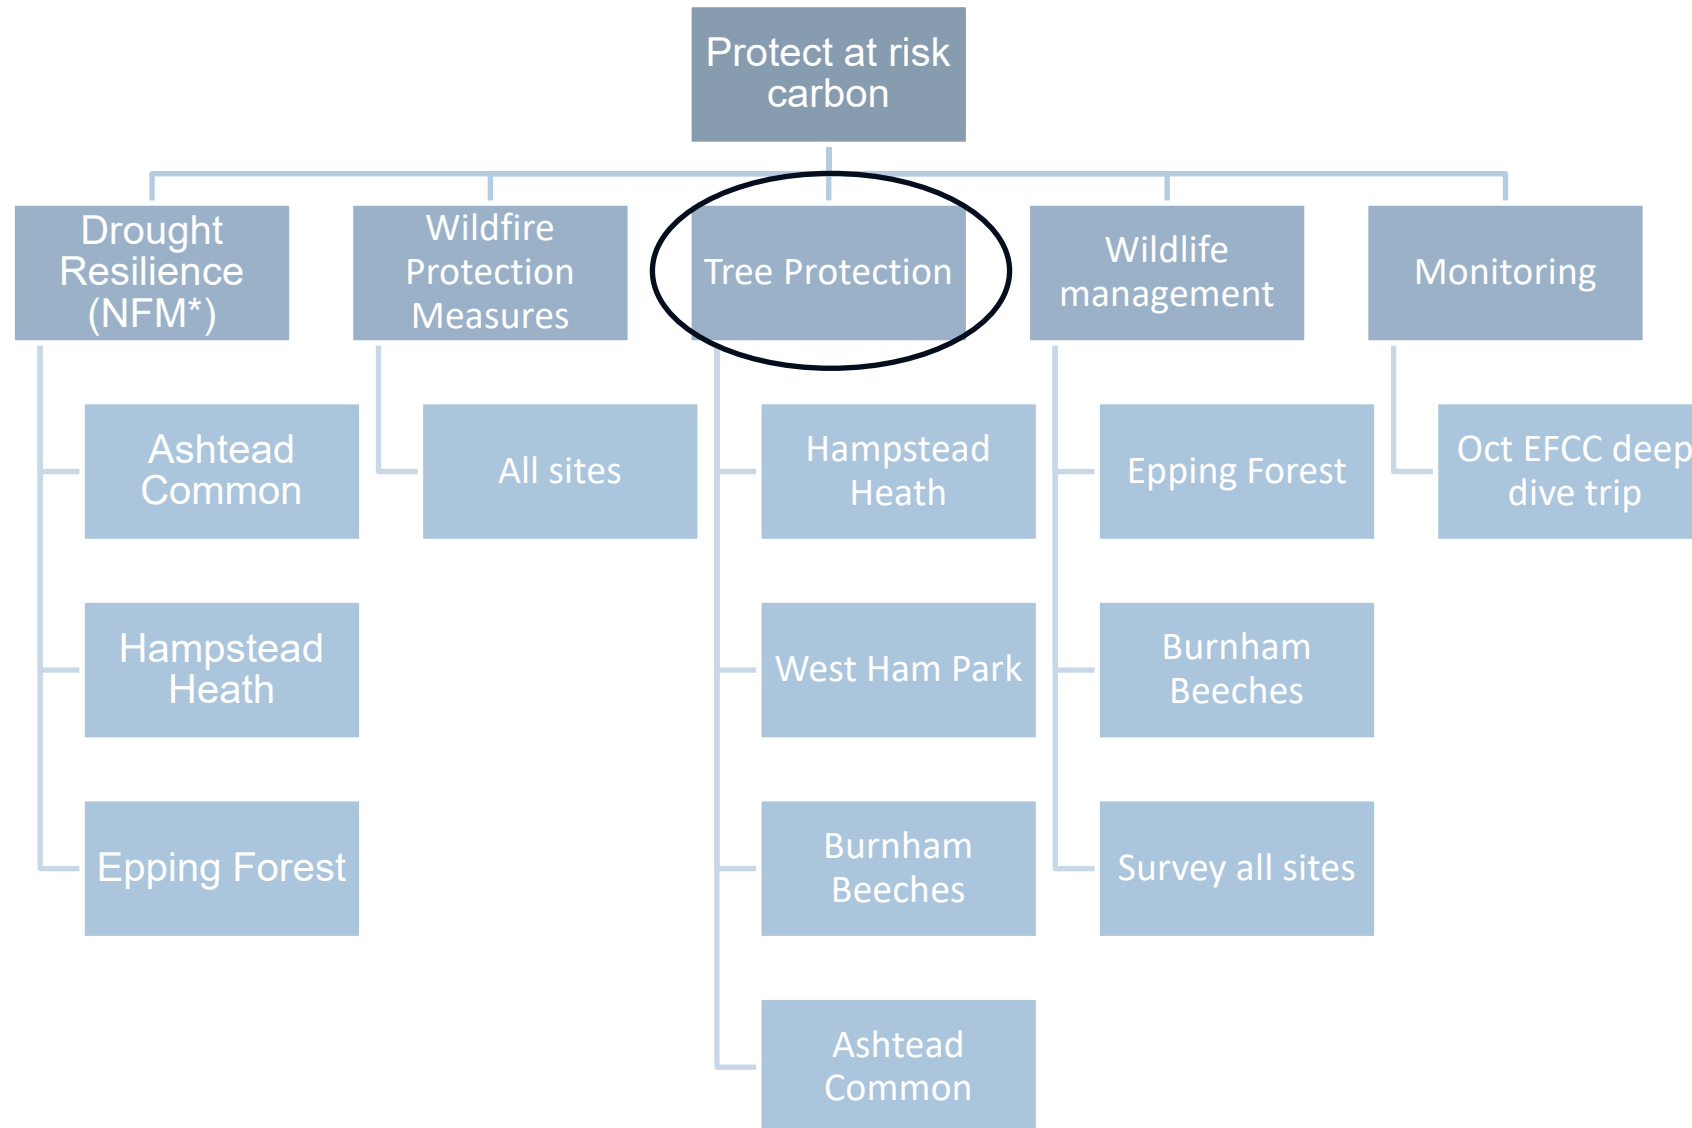 Protect at risk
carbon
Drought
Resilience
(NFM*)
Wildfire
Protection
Measures
Tree Protection
Wildlife
management
Monitoring
Ashtead
Common
Hampstead
Heath
Epping Forest
All sites
Hampstead
Heath
West Ham Park
Burnham
Beeches
Ashtead
Common
Epping Forest
Burnham
Beeches
Survey all sites
Oct EFCC deep
dive trip